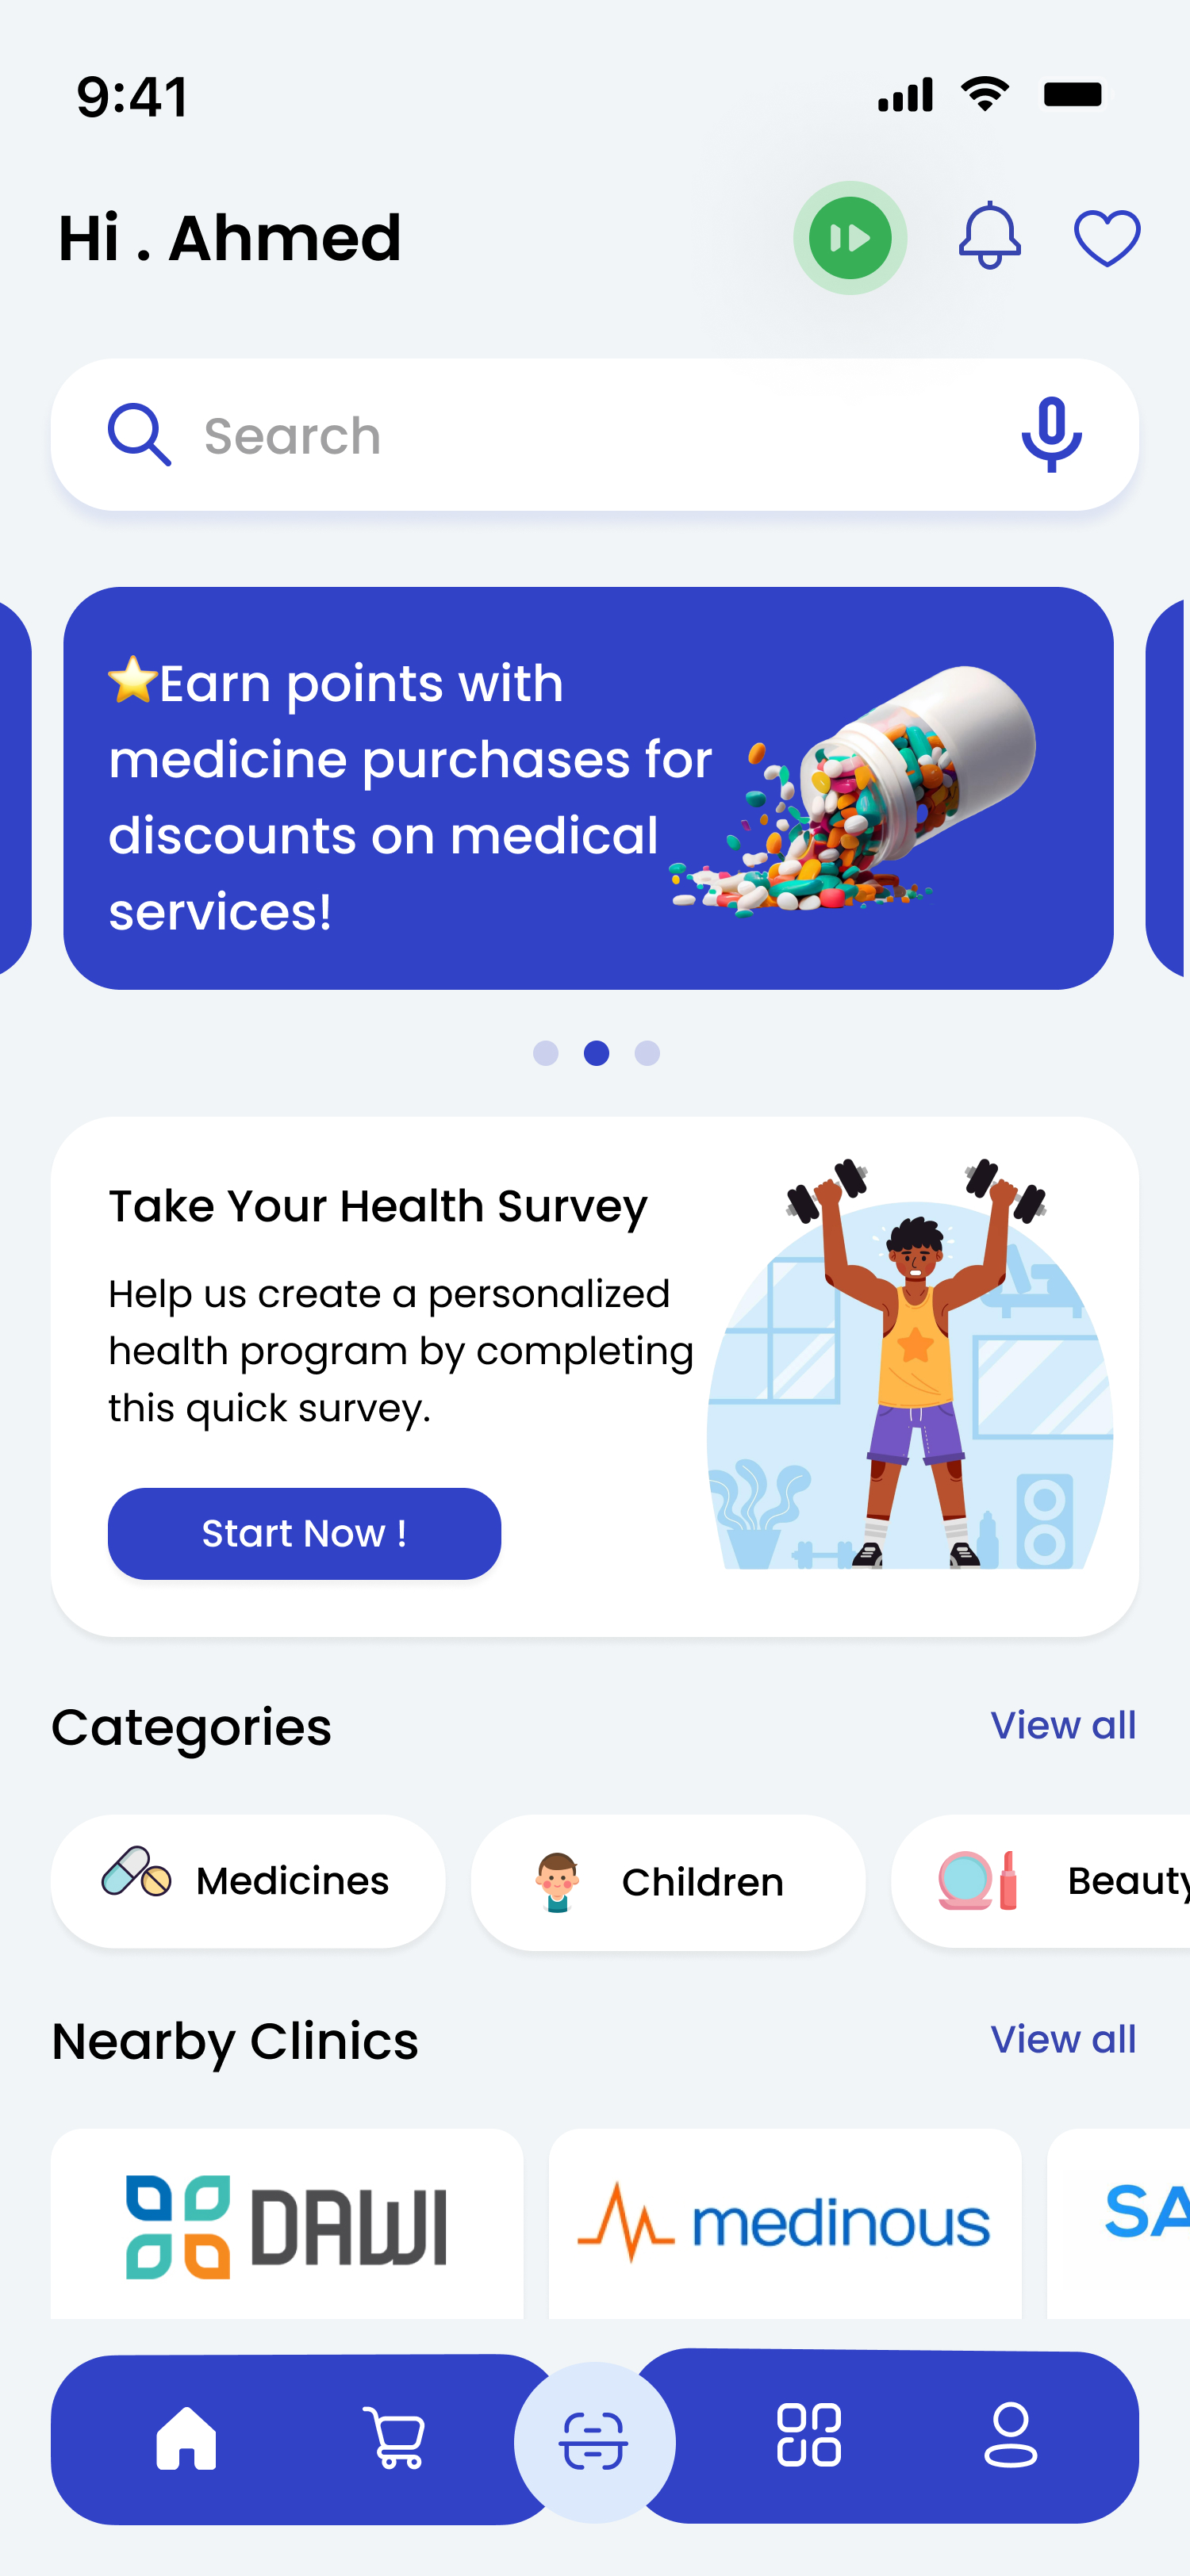 9:41
Hi . Ahmed
Search
⭐Earn points with
medicine purchases for
discounts on medical
services!
Take Your Health Survey
Help us create a personalized
health program by completing
this quick survey.
Start Now !
Categories
View all
Medicines
Children
Beauty
Nearby Clinics
View all
DAWI
medinous
SA